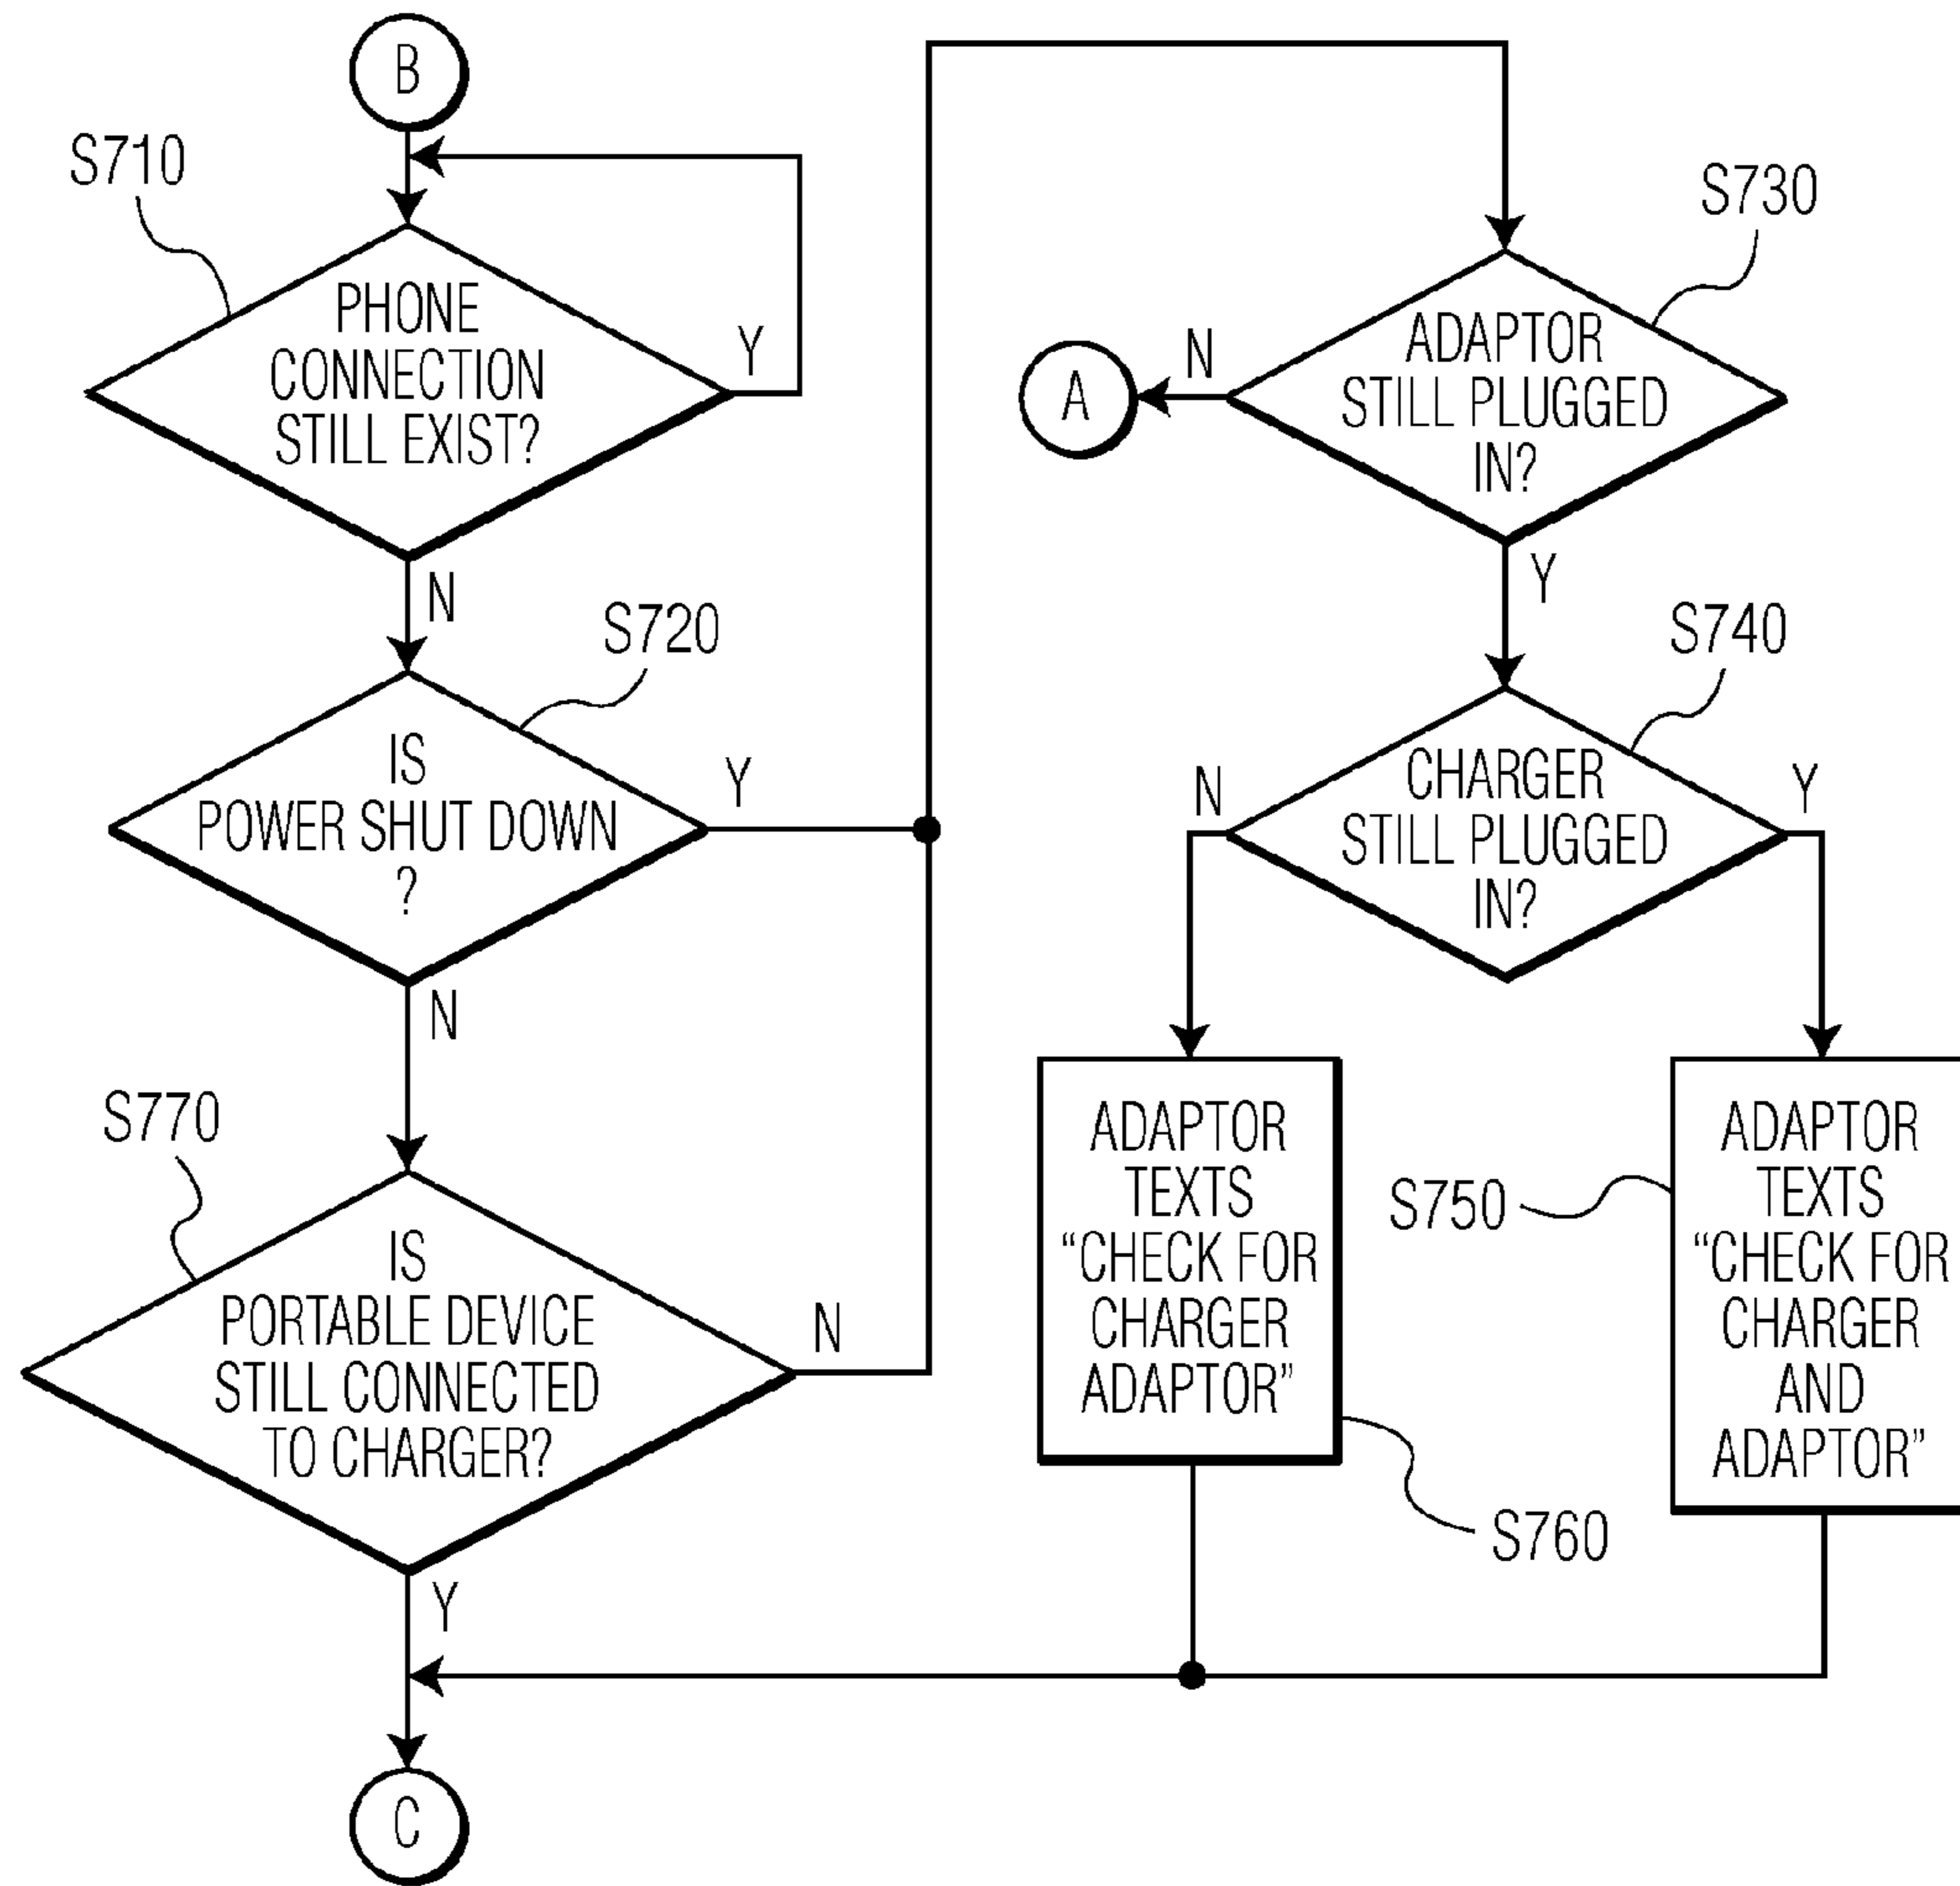 B
S710
PHONE
CONNECTION
STILL EXIST?
Y
N
S720
IS
POWER SHUT DOWN
?
Y
N
S770
IS
PORTABLE DEVICE
STILL CONNECTED
TO CHARGER?
N
Y
C
S730
ADAPTOR
STILL PLUGGED
IN?
N
A
Y
S740
CHARGER
STILL PLUGGED
IN?
N
Y
ADAPTOR
TEXTS
“CHECK FOR
CHARGER
ADAPTOR”
S760
S750
ADAPTOR
TEXTS
“CHECK FOR
CHARGER
AND
ADAPTOR”